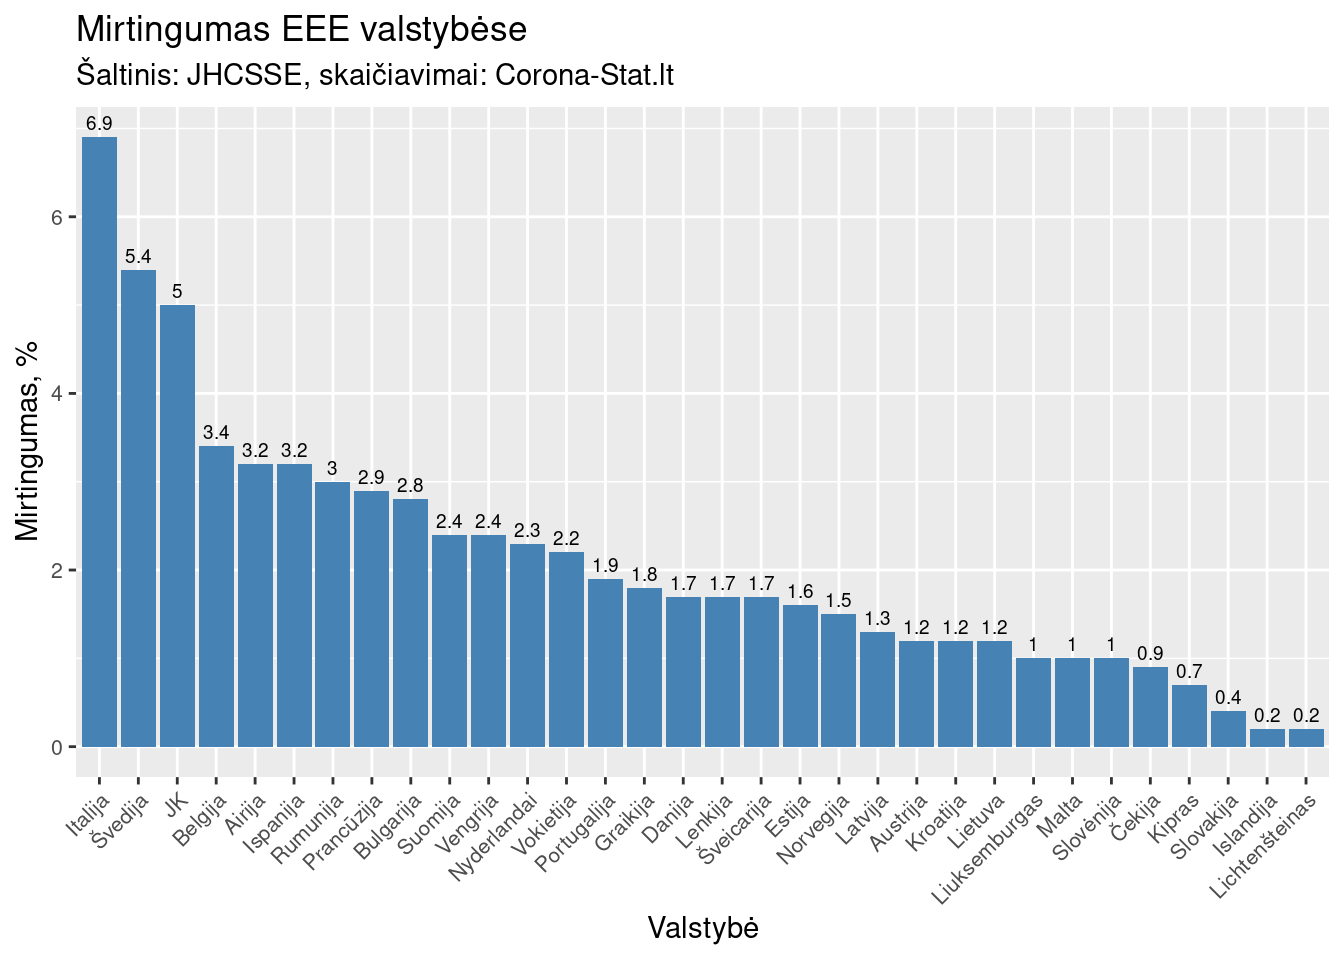 Mirtingumas EEE valstybėse
Šaltinis: JHCSSE, skaičiavimai: Corona-Stat.lt
Mirtingumas, %
6
4
2
0
6.9
5.4
5
3.4
3.2
3.2
3
2.9
2.8
2.4
2.4
2.3
2.2
1.9
1.8
1.7
1.7
1.7
1.6
1.5
1.3
1.2
1.2
1.2
1
1
1
0.9
0.7
0.4
0.2
0.2
Italija
Švedija
JK
Belgija
Airija
Ispanija
Rumunija
Prancūzija
Bulgarija
Suomija
Vengrija
Nyderlandai
Vokietija
Portugalija
Graikija
Danija
Lenkija
Šveicarija
Estija
Norvegija
Latvija
Austrija
Kroatija
Lietuva
Liuksemburgas
Malta
Slovėnija
Čekija
Kipras
Slovakija
Islandija
Lichtenšteinas
Valstybė